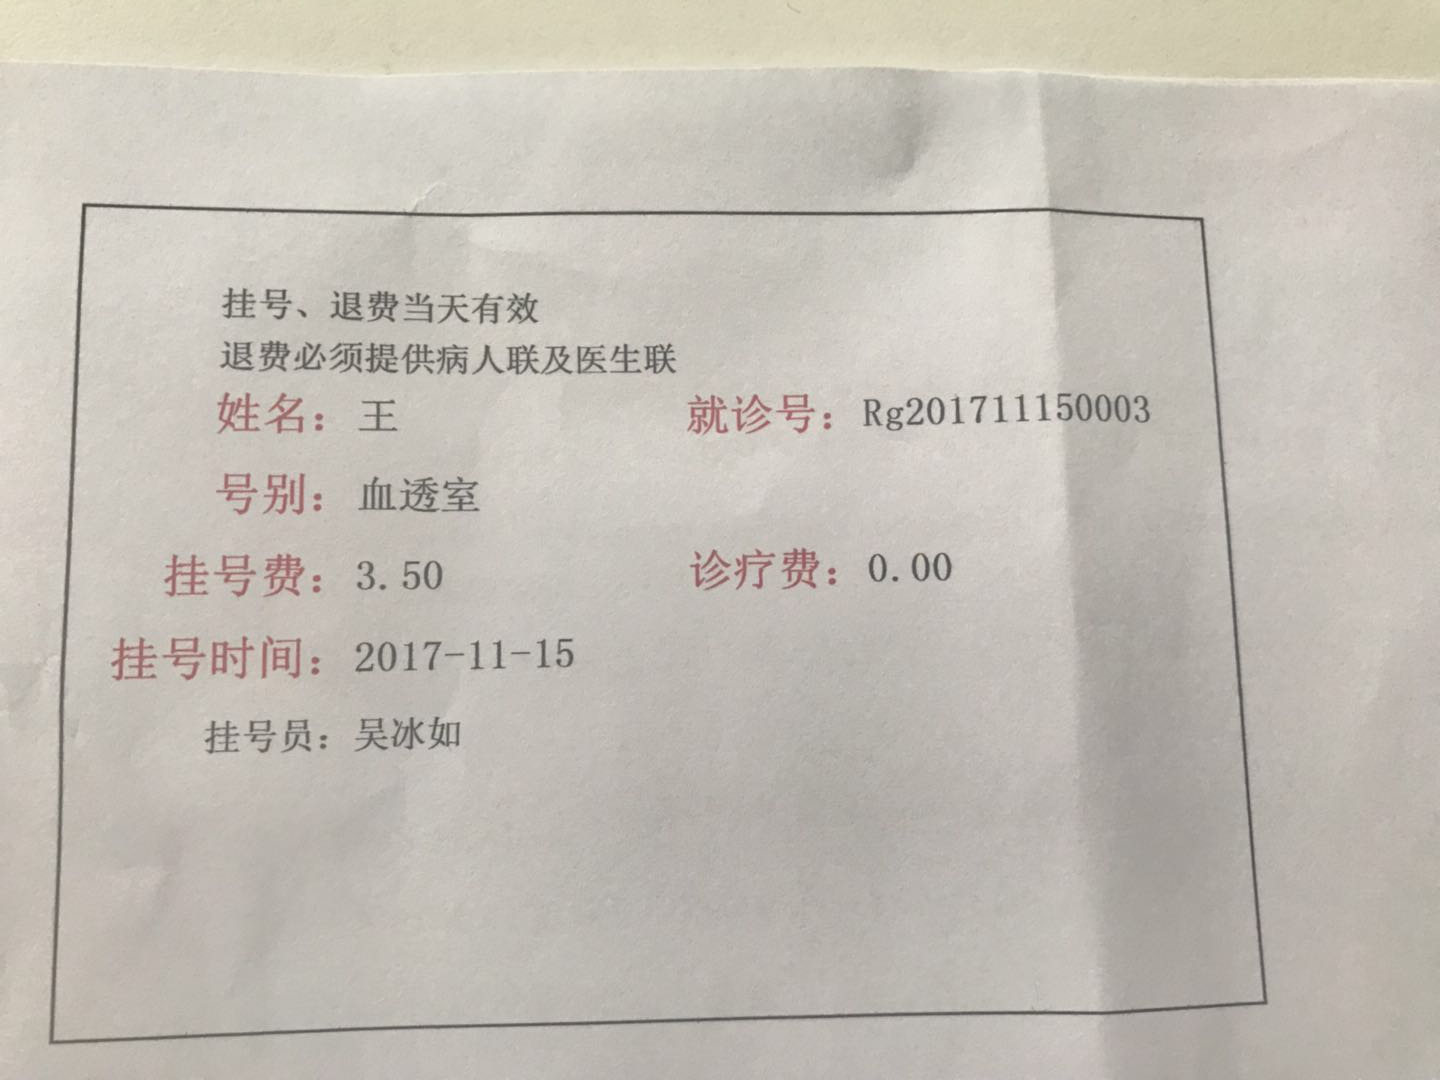 挂号、退费当天有效
退费必须提供病人联及医生联
姓名：王 就诊号：Rg201711150003
号别：血透室
挂号费：3.50 诊疗费：0.00
挂号时间：2017-11-15
挂号员：吴冰如